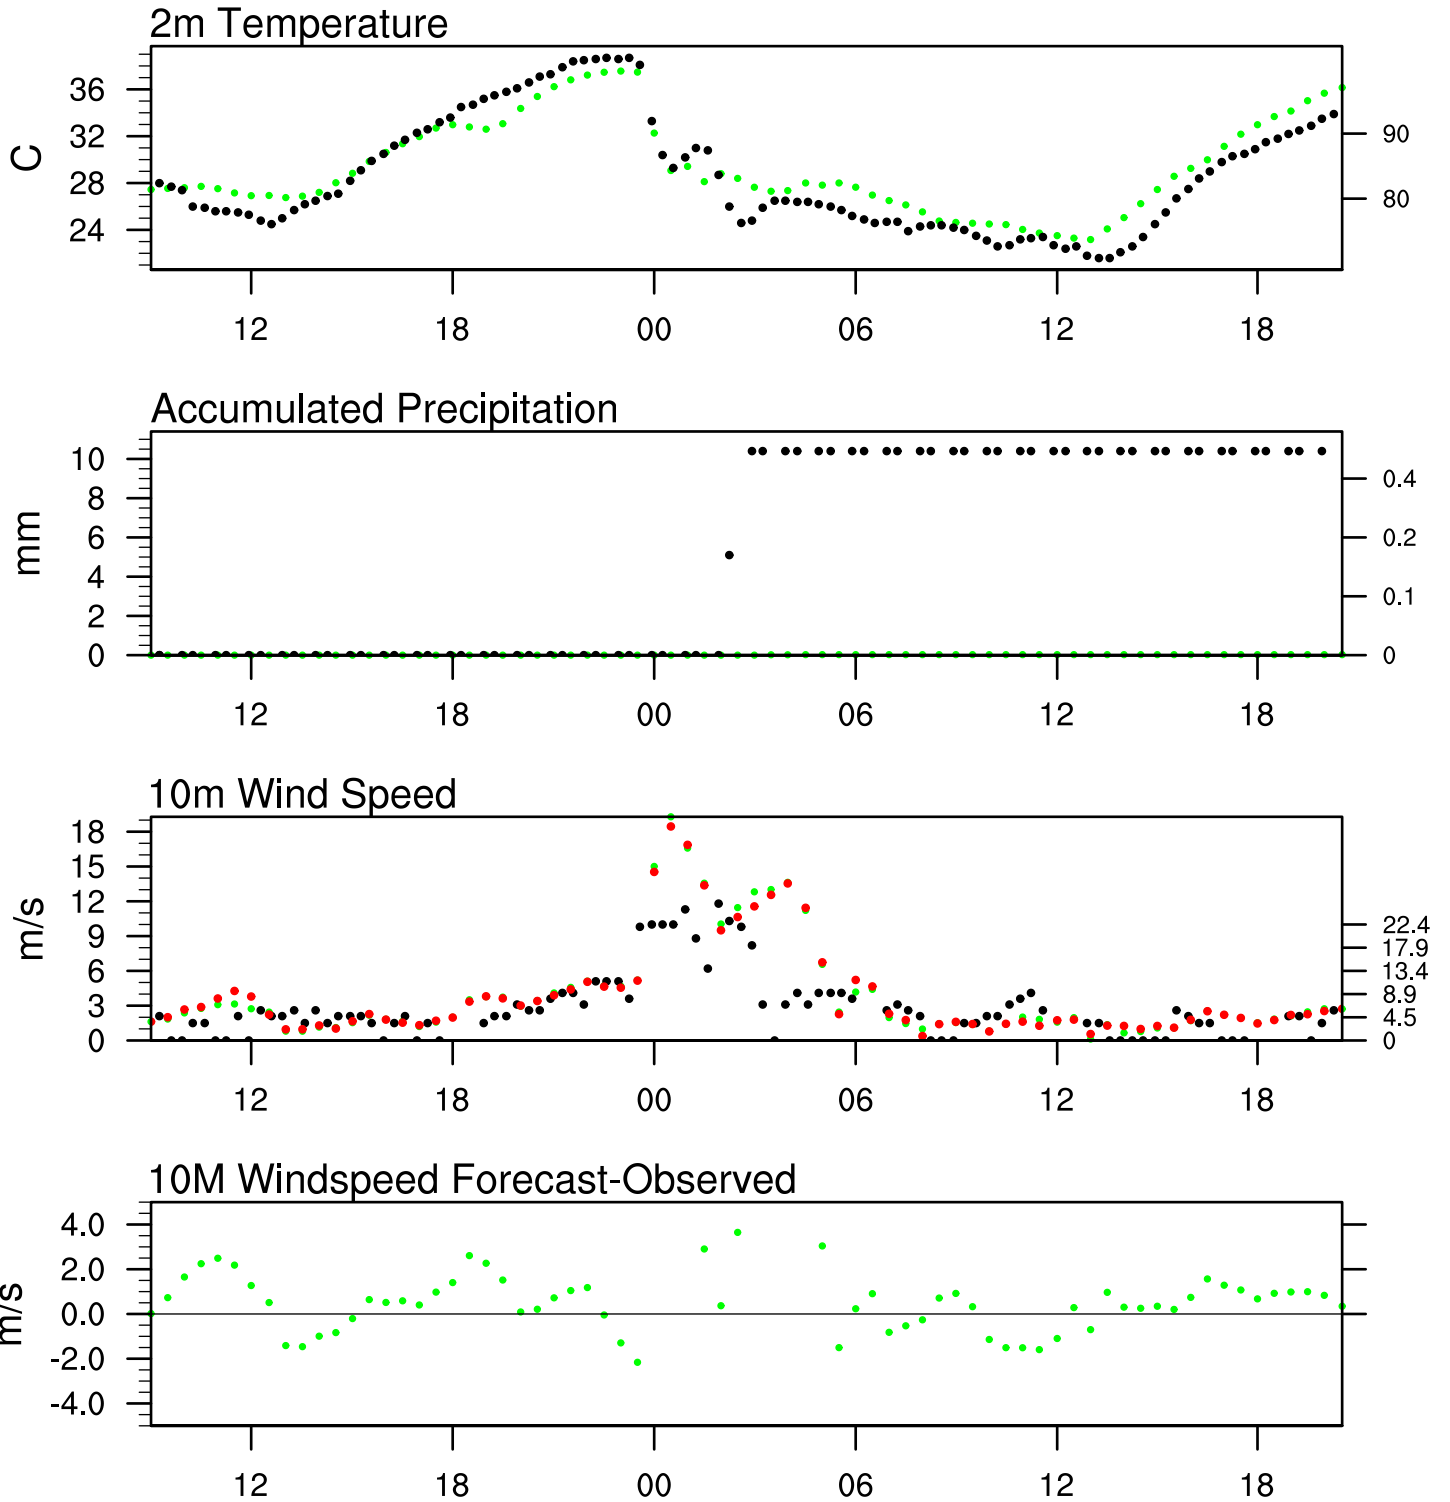 2m Temperature
C
36
32
28
24
90
80
12 18 00 06 12 18
Accumulated Precipitation
mm
10
8
6
4
2
0
0.4
0.2
0.1
0
12 18 00 06 12 18
10m Wind Speed
m/s
18
15
12
9
6
3
0
22.4
17.9
13.4
8.9
4.5
0
12 18 00 06 12 18
10M Windspeed Forecast-Observed
m/s
4.0
2.0
0.0
-2.0
-4.0
12 18 00 06 12 18